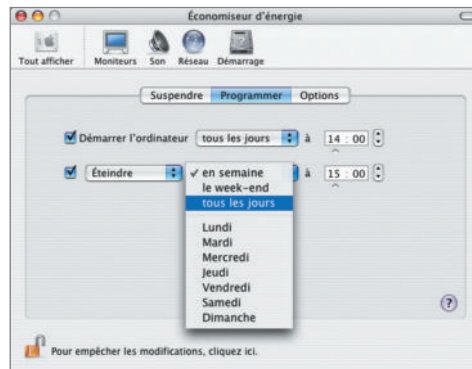 Économiseur d'énergie
Tout afficher Moniteurs Son Réseau Démarrage
Suspendre Programmer Options
Démarrer l'ordinateur tous les jours à 14 : 00
Éteindre ✓ en semaine à 15 : 00
le week-end
tous les jours
Lundi
Mardi
Mercredi
Jeudi
Vendredi
Samedi
Dimanche
?
Pour empêcher les modifications, cliquez ici.